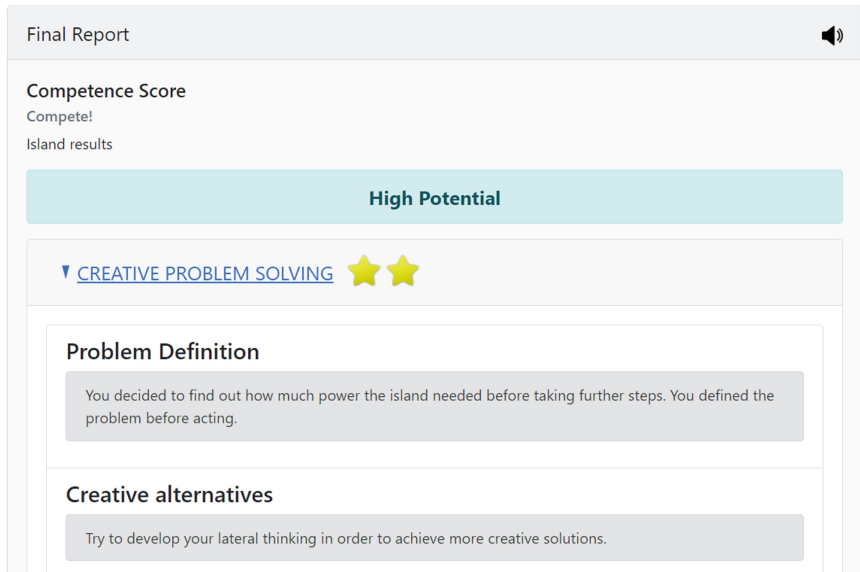 Final Report
Competence Score
Compete!
Island results
High Potential
CREATIVE PROBLEM SOLVING
Problem Definition
You decided to find out how much power the island needed before taking further steps. You defined the
problem before acting.
Creative alternatives
Try to develop your lateral thinking in order to achieve more creative solutions.